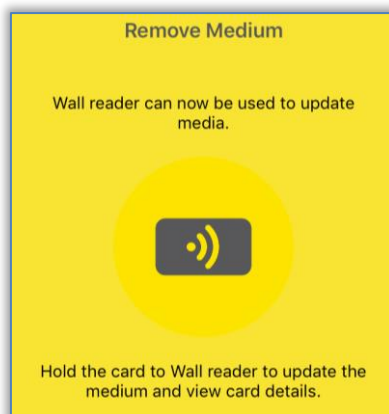 Remove Medium
Wall reader can now be used to update
media.
Hold the card to Wall reader to update the
medium and view card details.